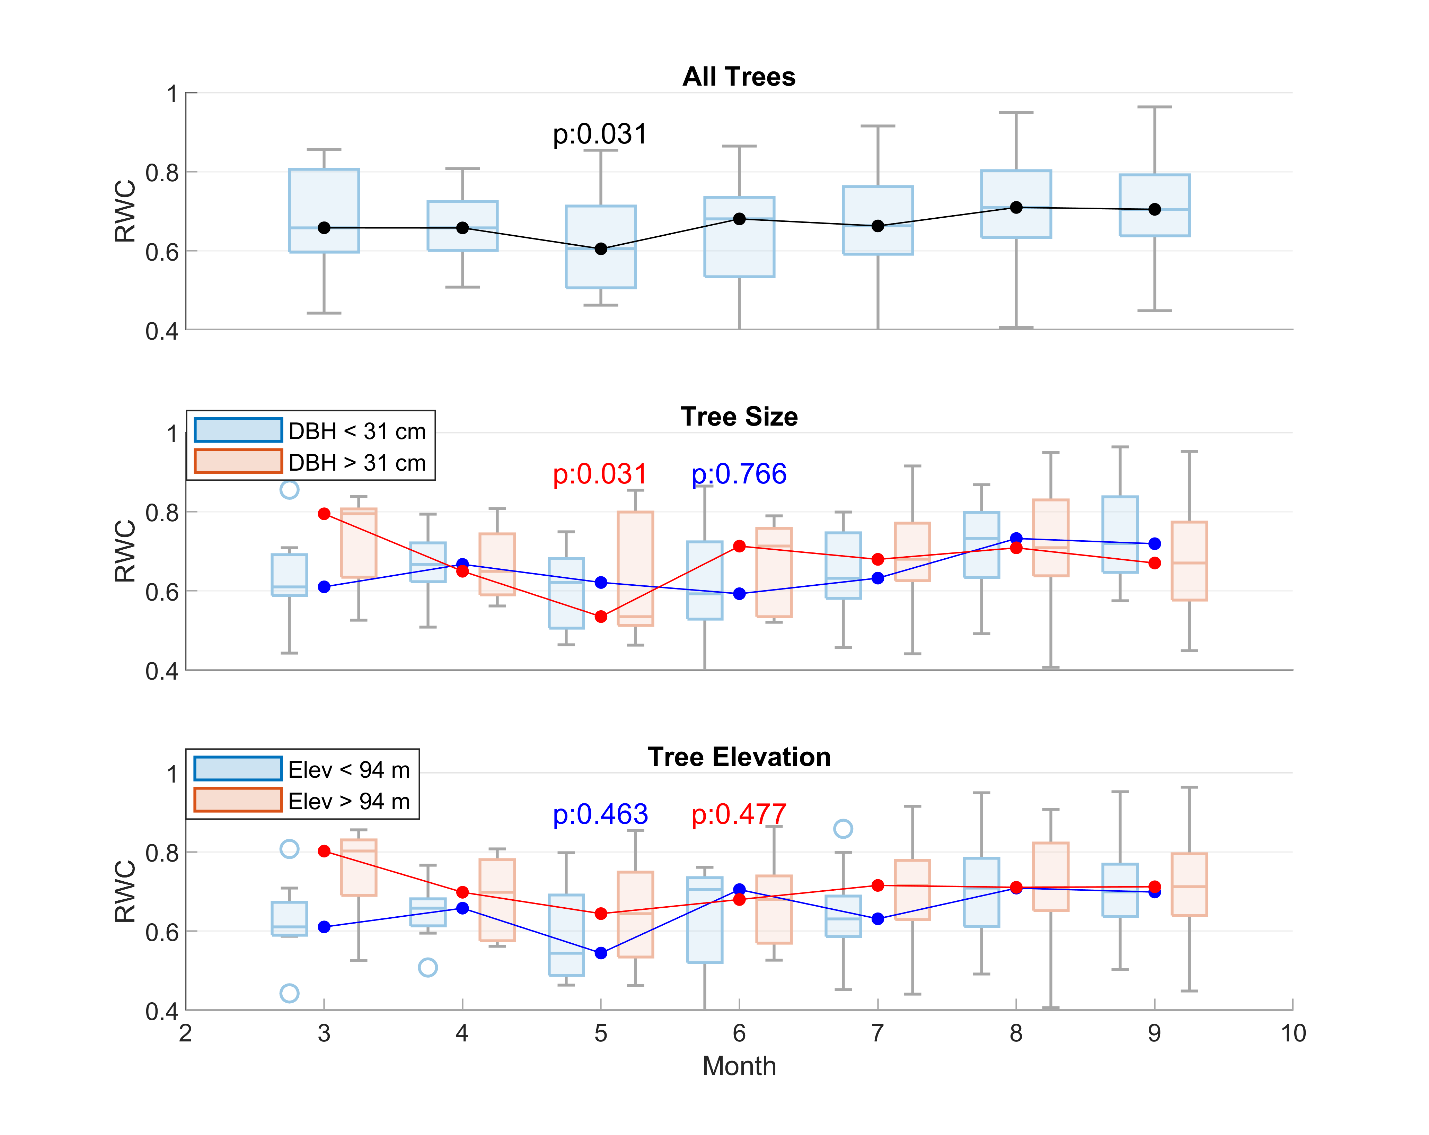 All Trees
1
p:0.031
0.8
RWC
0.6
0.4
Tree Size
DBH < 31 cm
DBH > 31 cm
1
p:0.031 p:0.766
0.8
RWC
0.6
0.4
Tree Elevation
Elev < 94 m
Elev > 94 m
1
p:0.463 p:0.477
0.8
RWC
0.6
0.4
2 3 4 5 6 7 8 9 10
Month